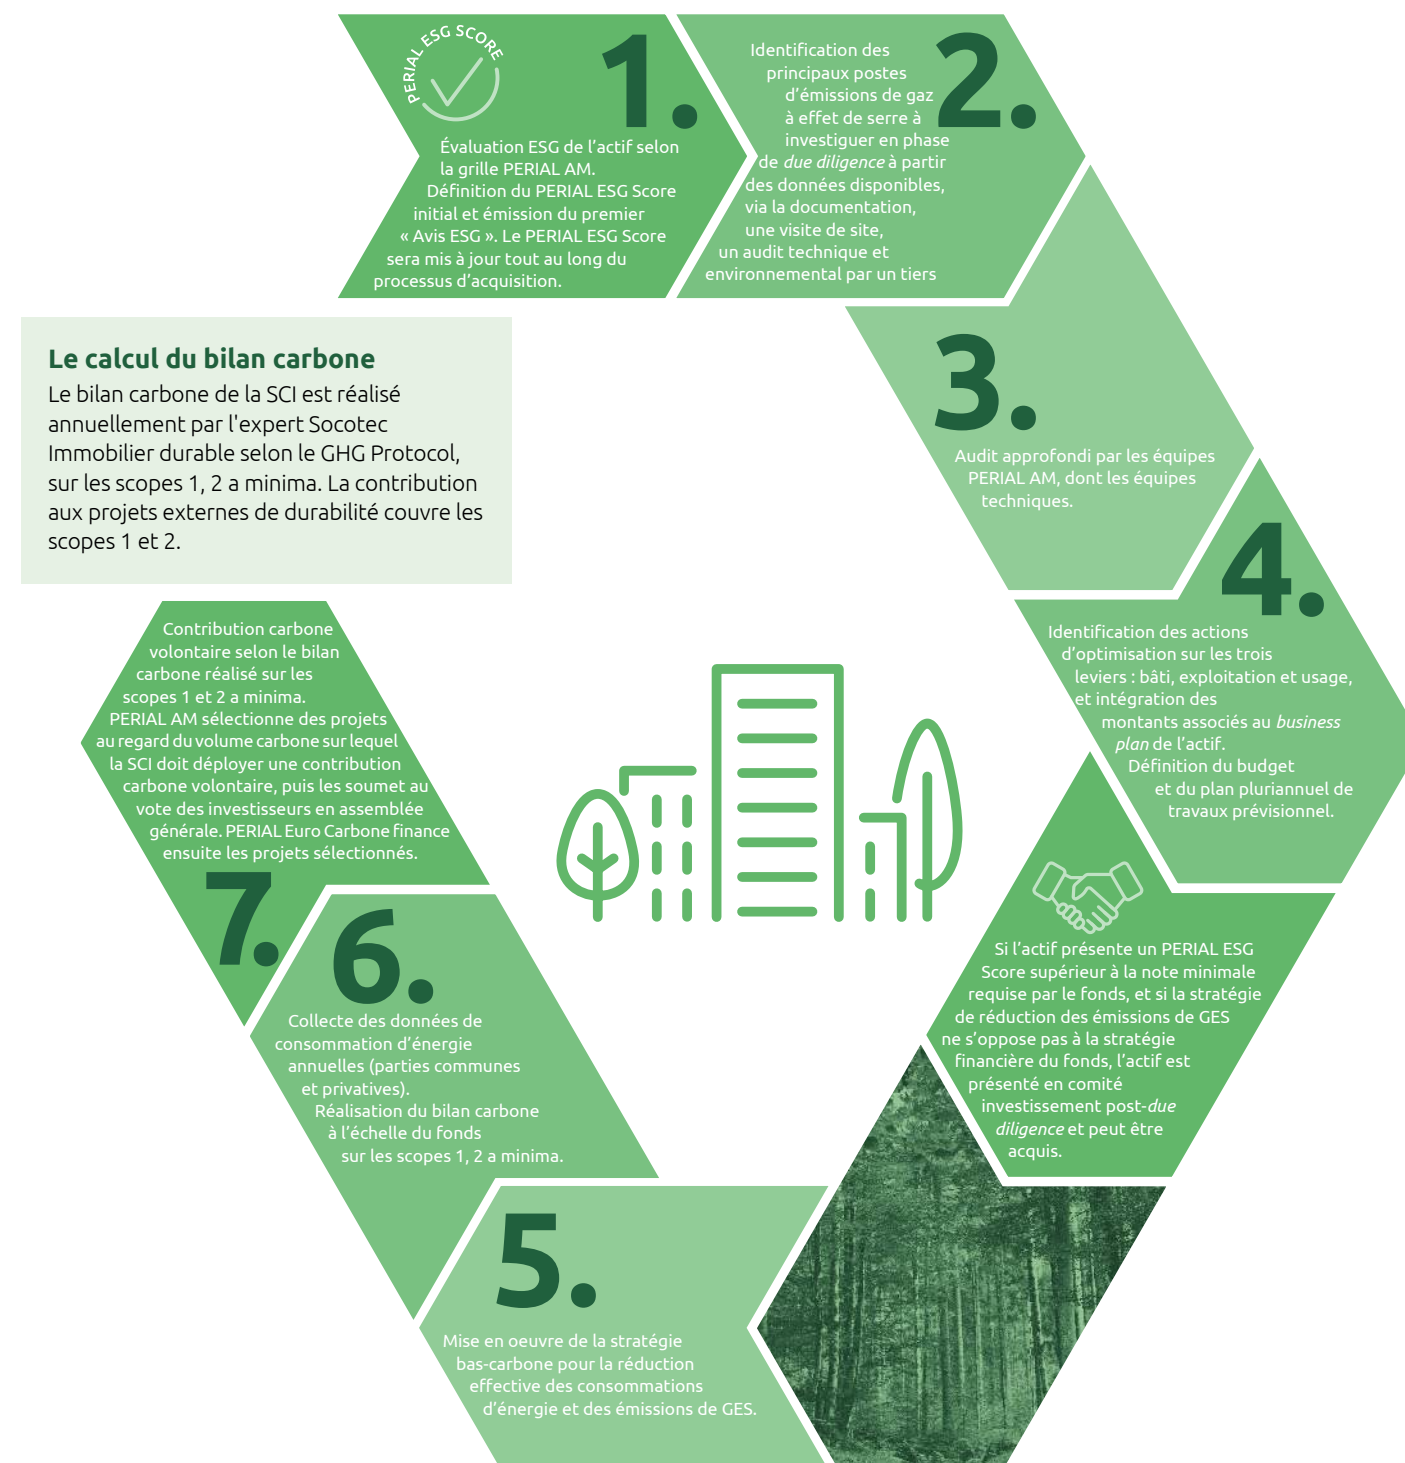 PERIAL ESG SCORE
1.
Évaluation ESG de l’actif selon
la grille PERIAL AM.
Définition du PERIAL ESG Score
initial et émission du premier
« Avis ESG ». Le PERIAL ESG Score
sera mis à jour tout au long du
processus d’acquisition.
2.
Identification des
principaux postes
d’émissions de gaz
à effet de serre à
investiguer en phase
de due diligence à partir
des données disponibles,
via la documentation,
une visite de site,
un audit technique et
environnemental par un tiers
Le calcul du bilan carbone
Le bilan carbone de la SCI est réalisé
annuellement par l'expert Socotec
Immobilier durable selon le GHG Protocol,
sur les scopes 1, 2 a minima. La contribution
aux projets externes de durabilité couvre les
scopes 1 et 2.
3.
Audit approfondi par les équipes
PERIAL AM, dont les équipes
techniques.
4.
Identification des actions
d’optimisation sur les trois
leviers : bâti, exploitation et usage,
et intégration des
montants associés au business
plan de l’actif.
Définition du budget
et du plan pluriannuel de
travaux prévisionnel.
Si l’actif présente un PERIAL ESG
Score supérieur à la note minimale
requise par le fonds, et si la stratégie
de réduction des émissions de GES
ne s’oppose pas à la stratégie
financière du fonds, l’actif est
présenté en comité
investissement post-due
diligence et peut être
acquis.
5.
Mise en oeuvre de la stratégie
bas-carbone pour la réduction
effective des consommations
d’énergie et des émissions de GES.
6.
Collecte des données de
consommation d’énergie
annuelles (parties communes
et privatives).
Réalisation du bilan carbone
à l’échelle du fonds
sur les scopes 1, 2 a minima.
Contribution carbone
volontaire selon le bilan
carbone réalisé sur les
scopes 1 et 2 a minima.
PERIAL AM sélectionne des projets
au regard du volume carbone sur lequel
la SCI doit déployer une contribution
carbone volontaire, puis les soumet au
vote des investisseurs en assemblée
générale. PERIAL Euro Carbone finance
ensuite les projets sélectionnés.
7.